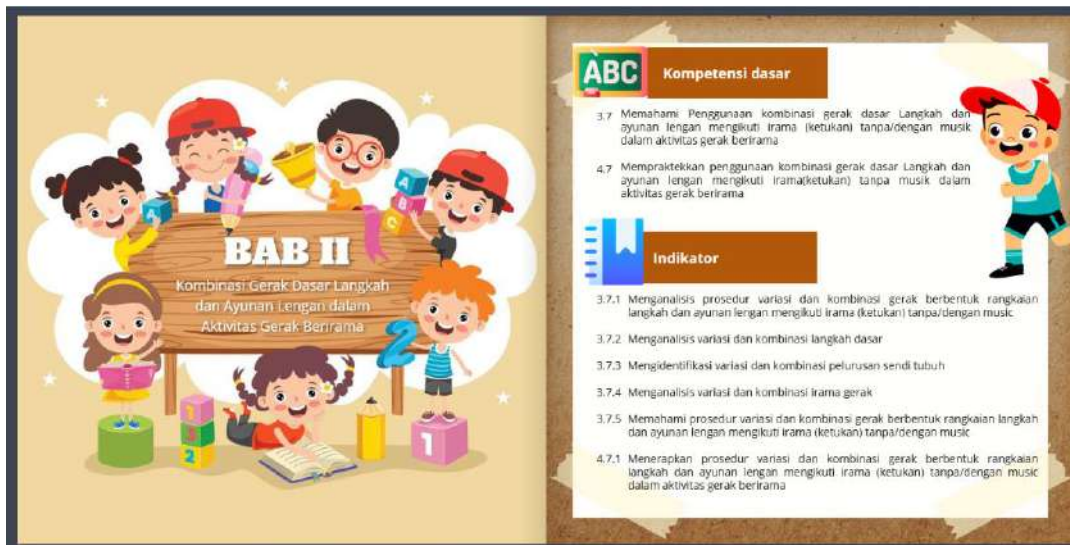 BAB II
Kombinasi Gerak Dasar Langkah
dan Ayunan Lengan dalam
Aktivitas Gerak Berirama
A
A
B
C
2
1
3
2
1
ABC
Kompetensi dasar
3.7 Memahami Penggunaan kombinasi gerak dasar Langkah dan
ayunan lengan mengikuti irama (ketukan) tanpa/dengan musik
dalam aktivitas gerak berirama
4.7 Mempraktekkan penggunaan kombinasi gerak dasar Langkah dan
ayunan lengan mengikuti irama(ketukan) tanpa musik dalam
aktivitas gerak berirama
Indikator
3.7.1 Menganalisis prosedur variasi dan kombinasi gerak berbentuk rangkaian
langkah dan ayunan lengan mengikuti irama (ketukan) tanpa/dengan music
3.7.2 Menganalisis variasi dan kombinasi langkah dasar
3.7.3 Mengidentifikasi variasi dan kombinasi pelurusan sendi tubuh
3.7.4 Menganalisis variasi dan kombinasi irama gerak
3.7.5 Memahami prosedur variasi dan kombinasi gerak berbentuk rangkaian langkah
dan ayunan lengan mengikuti irama (ketukan) tanpa/dengan music
4.7.1 Menerapkan prosedur variasi dan kombinasi gerak berbentuk rangkaian
langkah dan ayunan lengan mengikuti irama (ketukan) tanpa/dengan music
dalam aktivitas gerak berirama